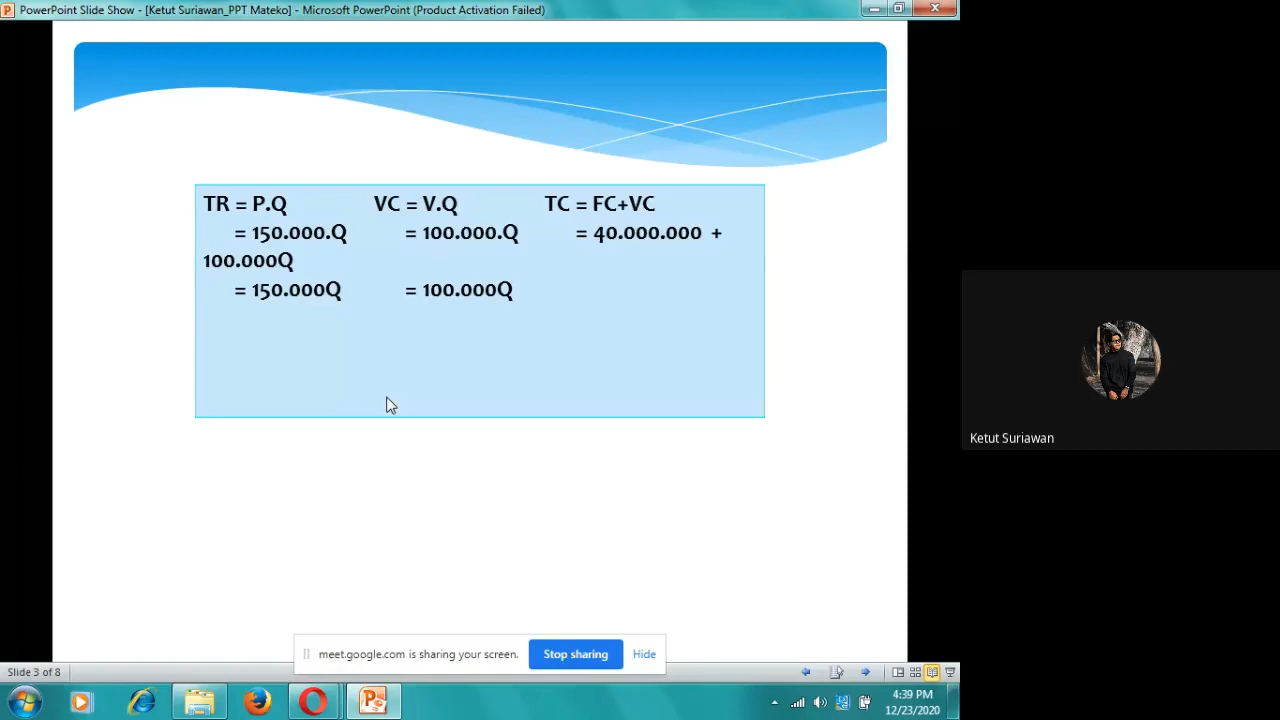 PowerPoint Slide Show - [Ketut Suriawan_PPT Mateko] - Microsoft PowerPoint (Product Activation Failed)
TR = P.Q VC = V.Q TC = FC+VC
= 150.000.Q = 100.000.Q = 40.000.000 +
100.000Q
= 150.000Q = 100.000Q
Ketut Suriawan
meet.google.com is sharing your screen. Stop sharing Hide
Slide 3 of 8
4:39 PM
12/23/2020